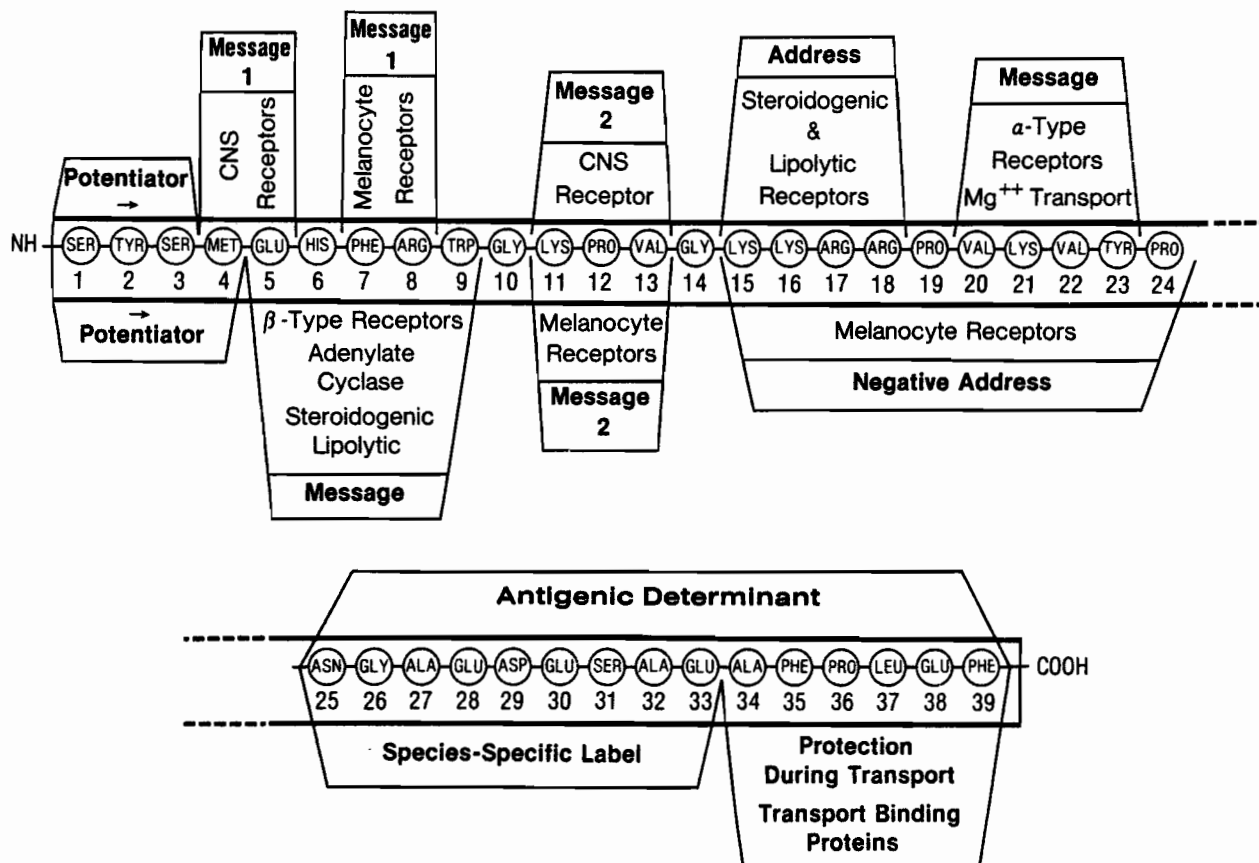 Message
1
CNS
Receptors
Message
1
Melanocyte
Receptors
Message
2
CNS
Receptor
Address
Steroidogenic
&
Lipolytic
Receptors
Message
α-Type
Receptors
Mg++ Transport
Potentiator
→
NH SER TYR SER MET GLU HIS PHE ARG TRP GLY LYS PRO VAL GLY LYS LYS ARG ARG PRO VAL LYS VAL TYR PRO
1 2 3 4 5 6 7 8 9 10 11 12 13 14 15 16 17 18 19 20 21 22 23 24
→
Potentiator
β-Type Receptors
Adenylate
Cyclase
Steroidogenic
Lipolytic
Message
Melanocyte
Receptors
Message
2
Melanocyte Receptors
Negative Address
Antigenic Determinant
ASN GLY ALA GLU ASP GLU SER ALA GLU ALA PHE PRO LEU GLU PHE COOH
25 26 27 28 29 30 31 32 33 34 35 36 37 38 39
Species-Specific Label
Protection
During Transport
Transport Binding
Proteins